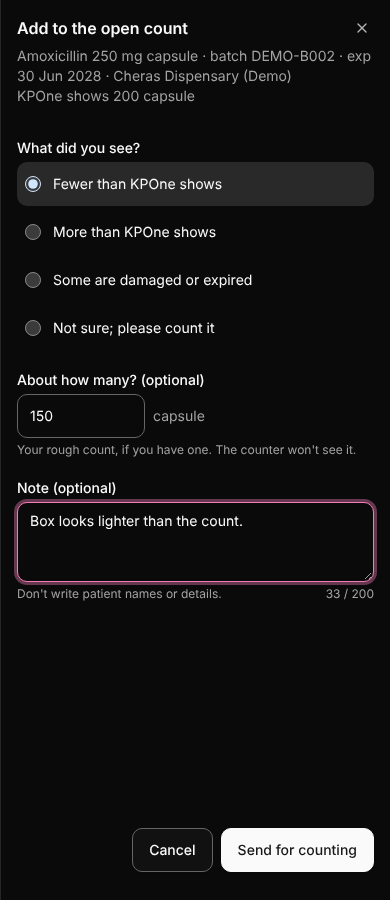 Add to the open count
Amoxicillin 250 mg capsule · batch DEMO-B002 · exp
30 Jun 2028 · Cheras Dispensary (Demo)
KPOne shows 200 capsule
What did you see?
Fewer than KPOne shows
More than KPOne shows
Some are damaged or expired
Not sure; please count it
About how many? (optional)
150 capsule
Your rough count, if you have one. The counter won't see it.
Note (optional)
Box looks lighter than the count.
Don't write patient names or details. 33 / 200
Cancel Send for counting